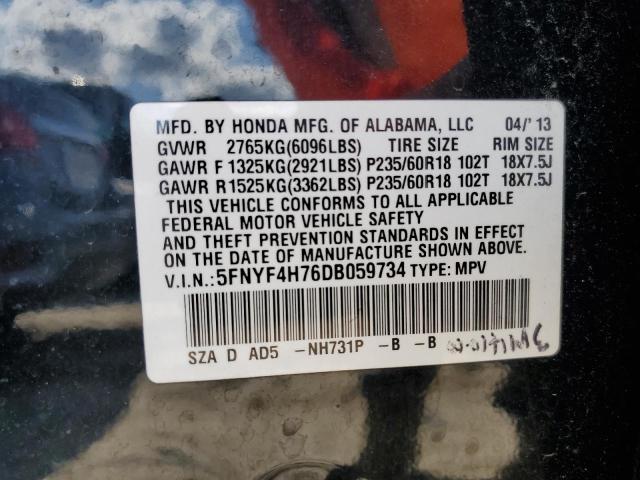 MFD. BY HONDA MFG. OF ALABAMA, LLC 04/'13
GVWR 2765KG(6096LBS) TIRE SIZE RIM SIZE
GAWR F 1325KG(2921LBS) P235/60R18 102T 18X7.5J
GAWR R 1525KG(3362LBS) P235/60R18 102T 18X7.5J
THIS VEHICLE CONFORMS TO ALL APPLICABLE
FEDERAL MOTOR VEHICLE SAFETY
AND THEFT PREVENTION STANDARDS IN EFFECT
ON THE DATE OF MANUFACTURE SHOWN ABOVE.
V.I.N.: 5FNYF4H76DB059734 TYPE: MPV
SZA D AD5 -NH731P -B -B